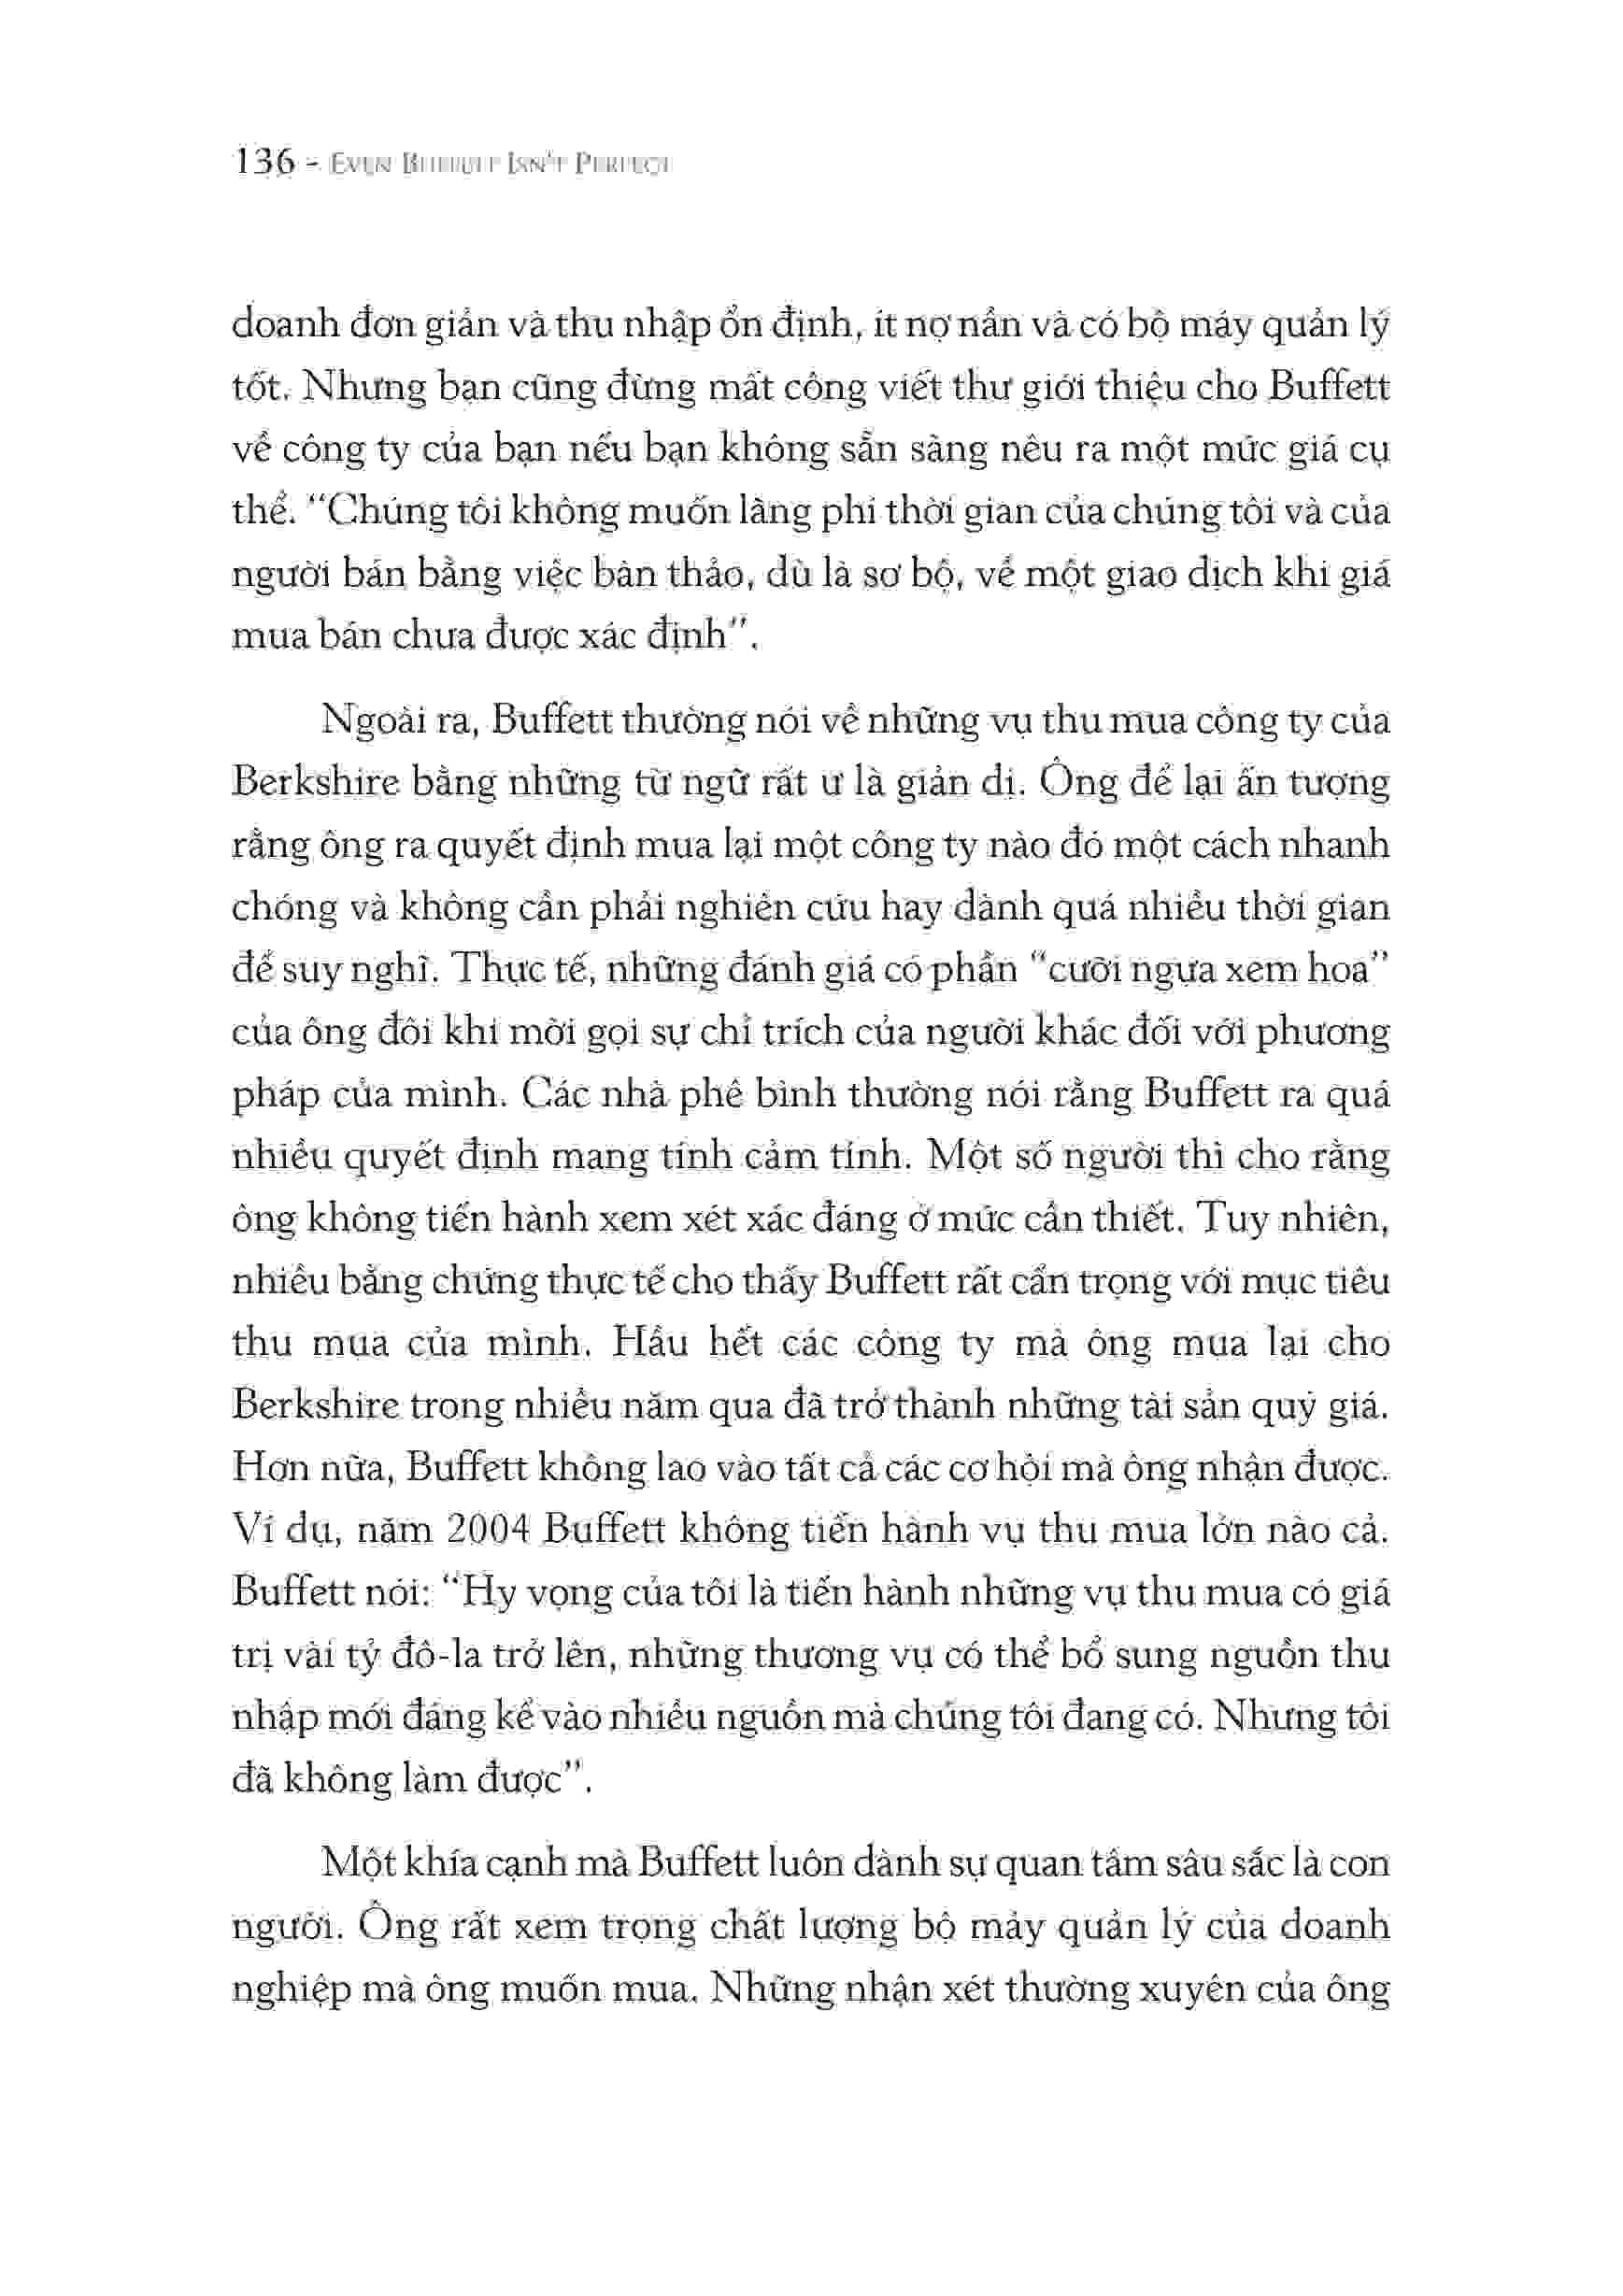 136 - EVEN BUFFETT ISN'T PERFECT
doanh đơn giản và thu nhập ổn định, ít nợ nần và có bộ máy quản lý
tốt. Nhưng bạn cũng đừng mất công viết thư giới thiệu cho Buffett
về công ty của bạn nếu bạn không sẵn sàng nêu ra một mức giá cụ
thể. “Chúng tôi không muốn lãng phí thời gian của chúng tôi và của
người bán bằng việc bàn thảo, dù là sơ bộ, về một giao dịch khi giá
mua bán chưa được xác định”.
Ngoài ra, Buffett thường nói về những vụ thu mua công ty của
Berkshire bằng những từ ngữ rất ư là giản dị. Ông để lại ấn tượng
rằng ông ra quyết định mua lại một công ty nào đó một cách nhanh
chóng và không cần phải nghiên cứu hay dành quá nhiều thời gian
để suy nghĩ. Thực tế, những đánh giá có phần “cưỡi ngựa xem hoa”
của ông đôi khi mời gọi sự chỉ trích của người khác đối với phương
pháp của mình. Các nhà phê bình thường nói rằng Buffett ra quá
nhiều quyết định mang tính cảm tính. Một số người thì cho rằng
ông không tiến hành xem xét xác đáng ở mức cần thiết. Tuy nhiên,
nhiều bằng chứng thực tế cho thấy Buffett rất cẩn trọng với mục tiêu
thu mua của mình. Hầu hết các công ty mà ông mua lại cho
Berkshire trong nhiều năm qua đã trở thành những tài sản quý giá.
Hơn nữa, Buffett không lao vào tất cả các cơ hội mà ông nhận được.
Ví dụ, năm 2004 Buffett không tiến hành vụ thu mua lớn nào cả.
Buffett nói: “Hy vọng của tôi là tiến hành những vụ thu mua có giá
trị vài tỷ đô-la trở lên, những thương vụ có thể bổ sung nguồn thu
nhập mới đáng kể vào nhiều nguồn mà chúng tôi đang có. Nhưng tôi
đã không làm được”.
Một khía cạnh mà Buffett luôn dành sự quan tâm sâu sắc là con
người. Ông rất xem trọng chất lượng bộ máy quản lý của doanh
nghiệp mà ông muốn mua. Những nhận xét thường xuyên của ông